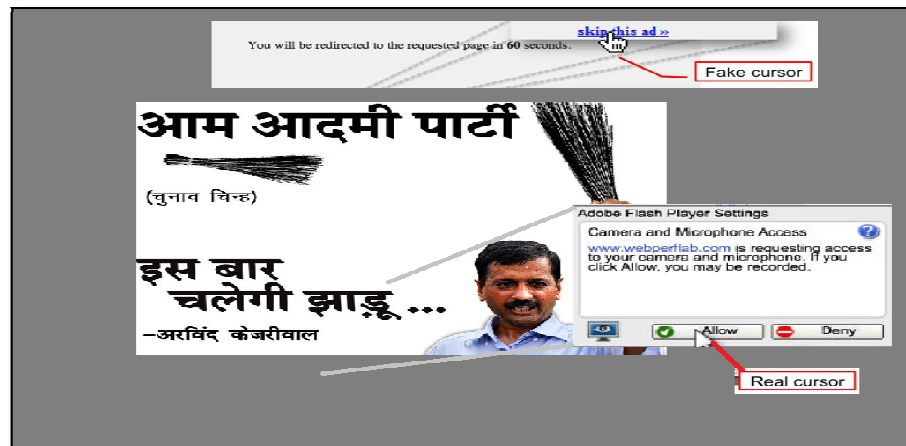 skip this ad »
You will be redirected to the requested page in 60 seconds.
Fake cursor
आम आदमी पार्टी
(चुनाव चिन्ह)
इस बार
चलेगी झाड़ू ...
–अरविंद केजरीवाल
Adobe Flash Player Settings
Camera and Microphone Access
www.webperflab.com is requesting access
to your camera and microphone. If you
click Allow, you may be recorded.
Allow
Deny
Real cursor